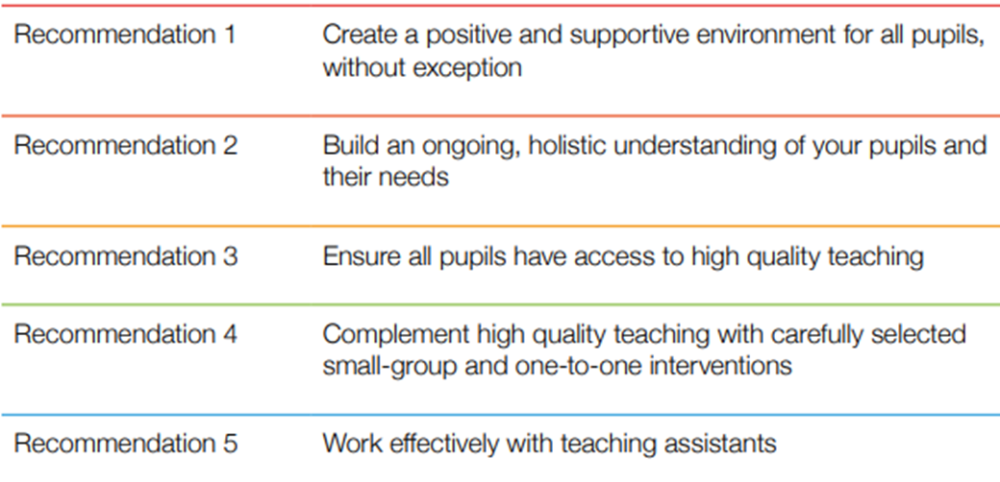 Recommendation 1 Create a positive and supportive environment for all pupils,
without exception
Recommendation 2 Build an ongoing, holistic understanding of your pupils and
their needs
Recommendation 3 Ensure all pupils have access to high quality teaching
Recommendation 4 Complement high quality teaching with carefully selected
small-group and one-to-one interventions
Recommendation 5 Work effectively with teaching assistants